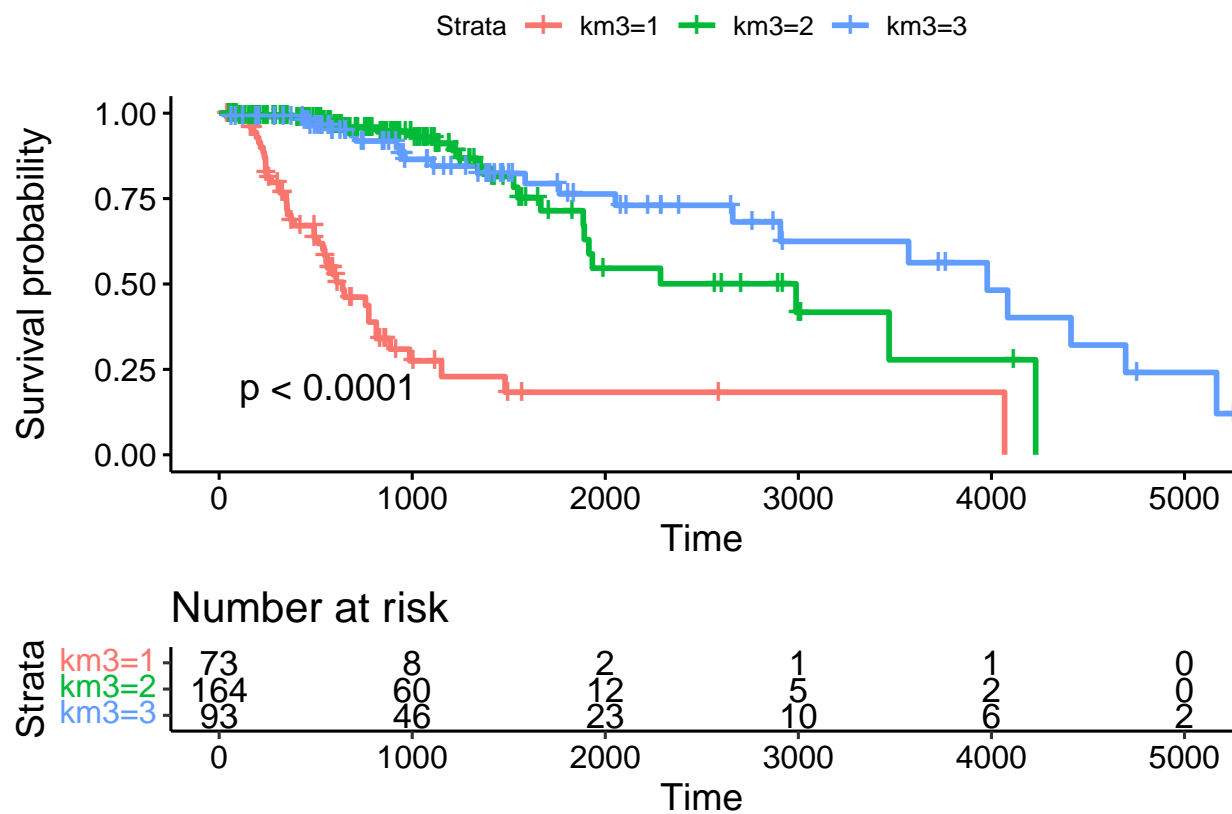 Strata km3=1 km3=2 km3=3
Survival probability
1.00
0.75
0.50
0.25
0.00
p < 0.0001
0 1000 2000 3000 4000 5000
Time
Number at risk
Strata
km3=1 73 8 2 1 1 0
km3=2 164 60 12 5 2 0
km3=3 93 46 23 10 6 2
0 1000 2000 3000 4000 5000
Time